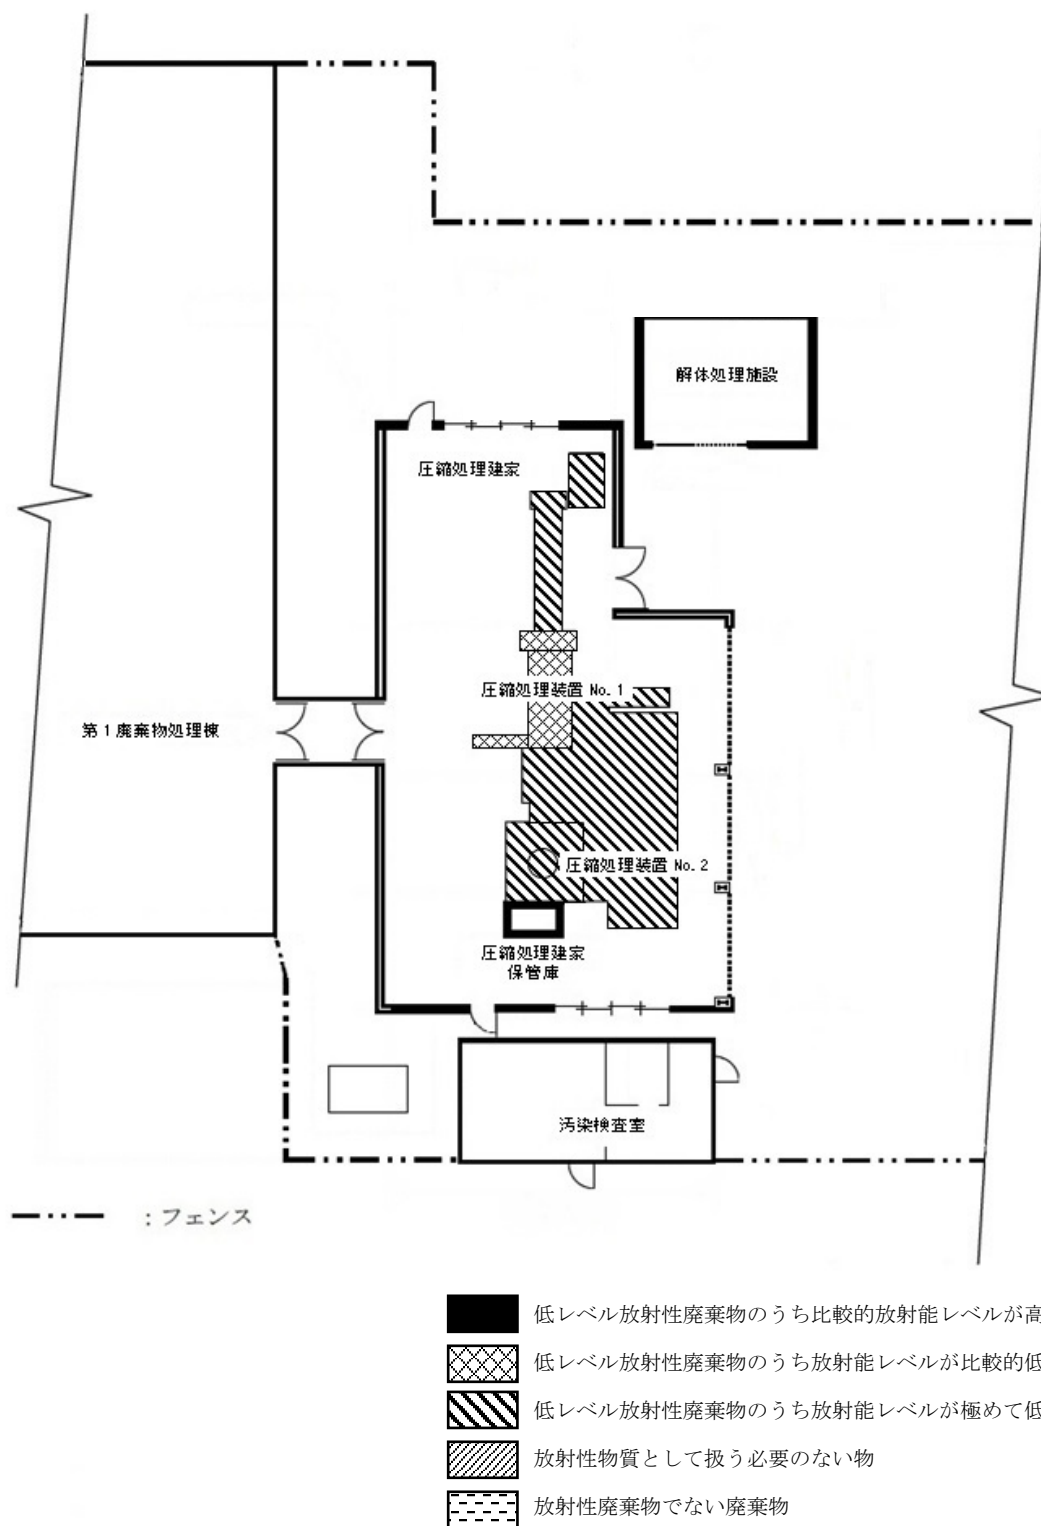 解体処理施設
圧縮処理建家
圧縮処理装置 No.1
第1廃棄物処理棟
圧縮処理装置 No.2
圧縮処理建家
保管庫
汚染検査室
:フェンス
低レベル放射性廃棄物のうち比較的放射能レベルが高
低レベル放射性廃棄物のうち放射能レベルが比較的低
低レベル放射性廃棄物のうち放射能レベルが極めて低
放射性物質として扱う必要のない物
放射性廃棄物でない廃棄物